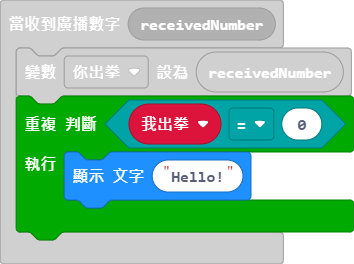 當收到廣播數字 receivedNumber
變數 你出拳 設為 receivedNumber
重複 判斷 我出拳 = 0
執行
顯示 文字 "Hello!"